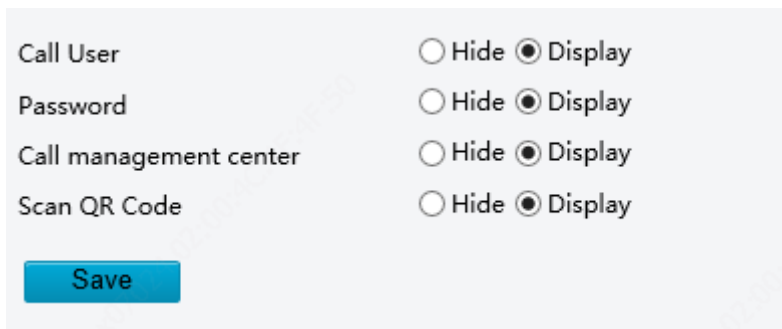 Call User Hide Display
Password Hide Display
Call management center Hide Display
Scan QR Code Hide Display
Save